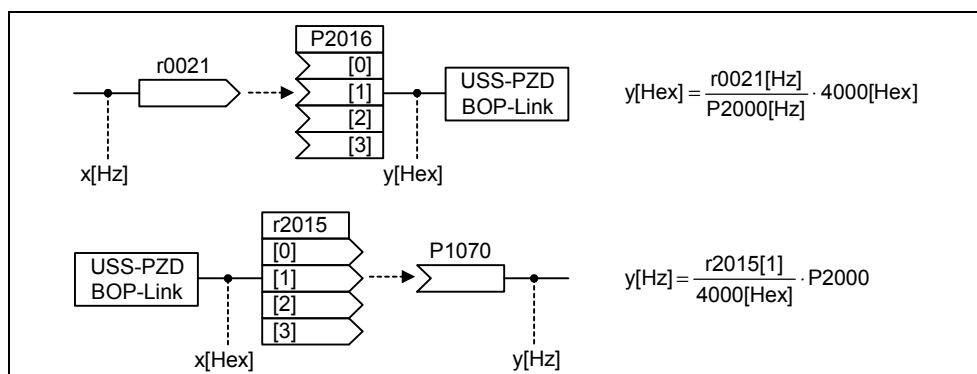 P2016
r0021
[0]
[1]
[2]
[3]
USS-PZD
BOP-Link
x[Hz]
y[Hex]
y[Hex] = r0021[Hz] / P2000[Hz] · 4000[Hex]
r2015
[0]
[1]
[2]
[3]
USS-PZD
BOP-Link
P1070
x[Hex]
y[Hz]
y[Hz] = r2015[1] / 4000[Hex] · P2000